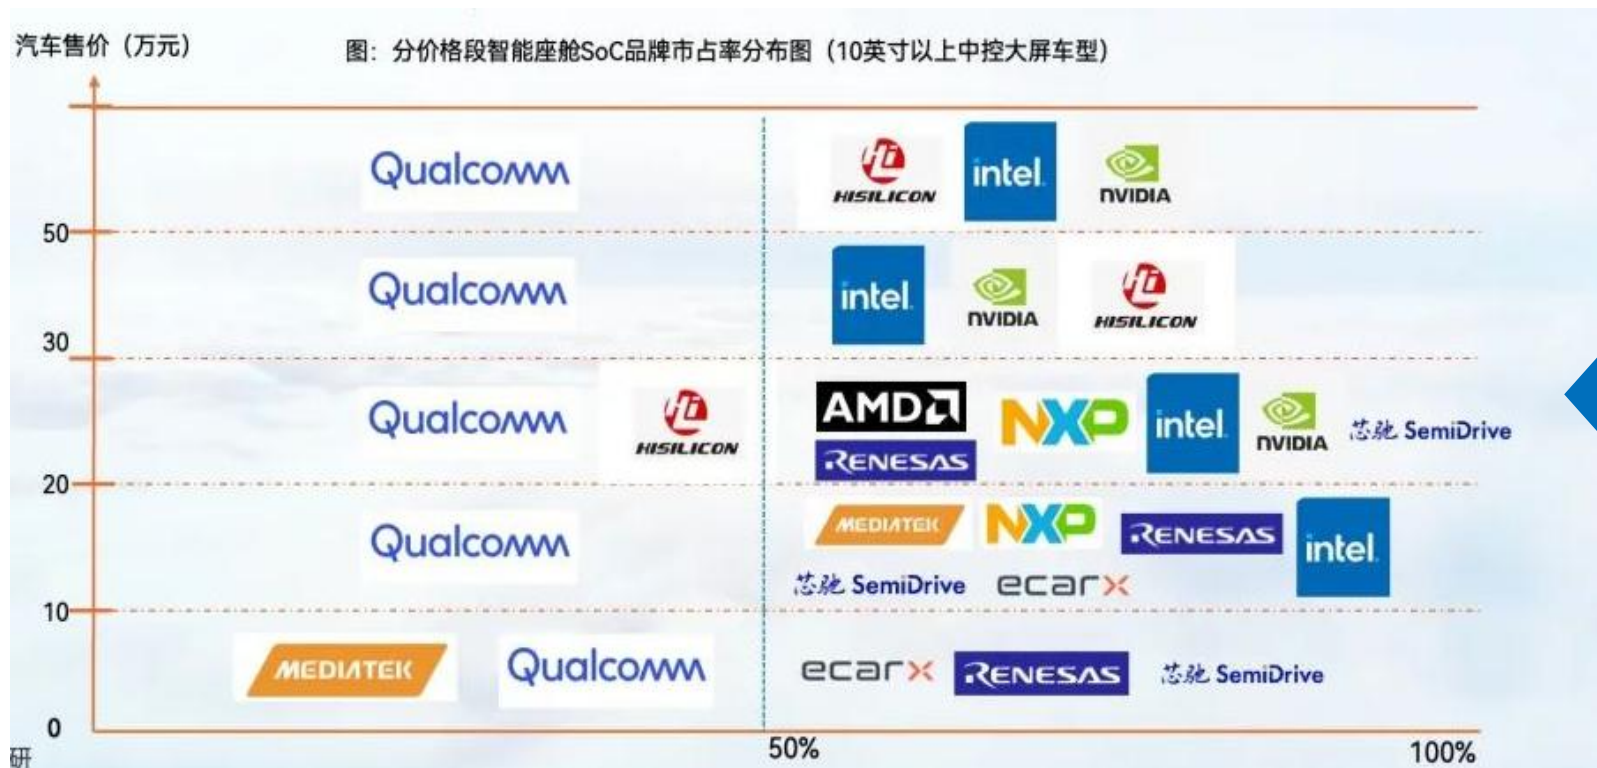 汽车售价（万元）
图：分价格段智能座舱SoC品牌市占率分布图（10英寸以上中控大屏车型）
Qualcomm
HISILICON
intel.
NVIDIA
50
Qualcomm
intel.
NVIDIA
HISILICON
30
Qualcomm
HISILICON
AMD
NXP
intel.
NVIDIA
芯驰 SemiDrive
RENESAS
20
Qualcomm
MEDIATEK
NXP
RENESAS
intel.
芯驰 SemiDrive
ecarx
10
MEDIATEK
Qualcomm
ecarx
RENESAS
芯驰 SemiDrive
0
50%
100%
研